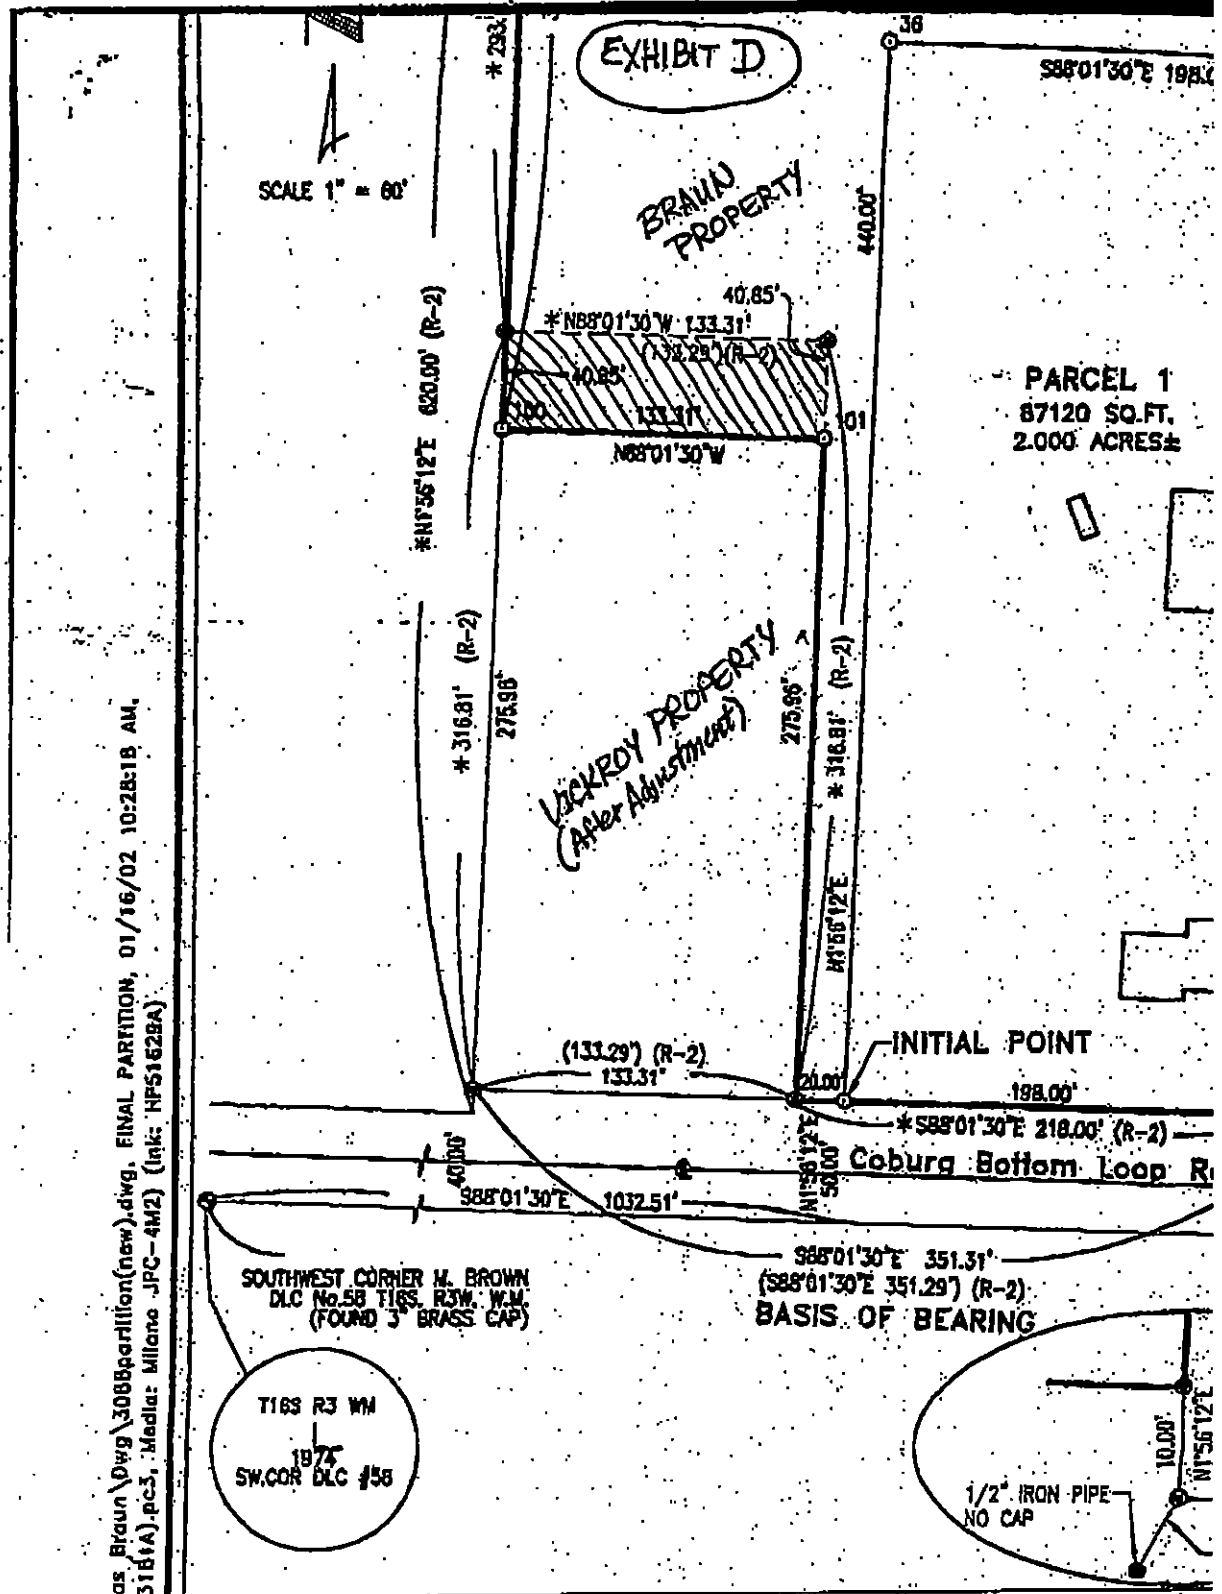 EXHIBIT D
36
* 293.
S88°01'30"E 198.0
SCALE 1" = 60'
BRAUN
PROPERTY
440.00'
*N1°56'12"E 620.00' (R-2)
40.85'
*N88°01'30"W 133.31'
(133.29')(R-2)
40.85'
100
133.31'
101
N88°01'30"W
PARCEL 1
87120 SQ.FT.
2.000 ACRES±
* 316.81' (R-2)
275.96'
VICKROY PROPERTY
(After Adjustment)
275.96'
* 316.81' (R-2)
N1°56'12"E
INITIAL POINT
(133.29') (R-2)
133.31'
20.00'
198.00'
*S88°01'30"E 218.00' (R-2)
40.00'
N1°56'12"E
50.00'
Coburg Bottom Loop R
S88°01'30"E 1032.51'
S88°01'30"E 351.31'
(S88°01'30"E 351.29') (R-2)
BASIS OF BEARING
SOUTHWEST CORNER M. BROWN
DLC No.58 T16S, R3W, W.M.
(FOUND 3" BRASS CAP)
T16S R3 WM
1974
SW.COR DLC #58
10.00'
N1°56'12"E
1/2" IRON PIPE
NO CAP
as Braun\Dwg\3088partition(new).dwg, FINAL PARTITION, 01/16/02 10:28:18 AM,
.pc3, Media: Milano JPC-4M2) (Ink: HP51629A)